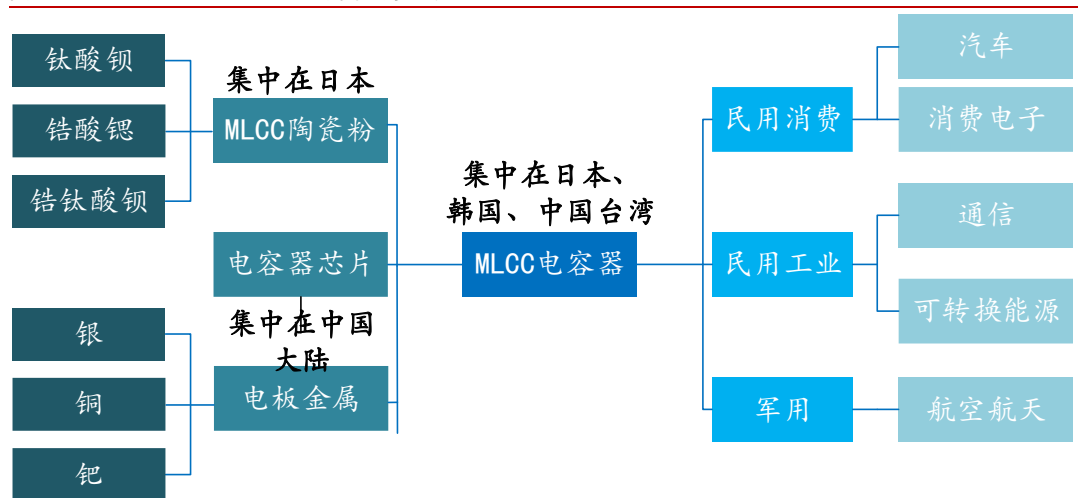 钛酸钡
锆酸锶
锆钛酸钡
银
铜
钯
集中在日本
MLCC陶瓷粉
电容器芯片
集中在中国
大陆
电板金属
集中在日本、
韩国、中国台湾
MLCC电容器
民用消费
民用工业
军用
汽车
消费电子
通信
可转换能源
航空航天